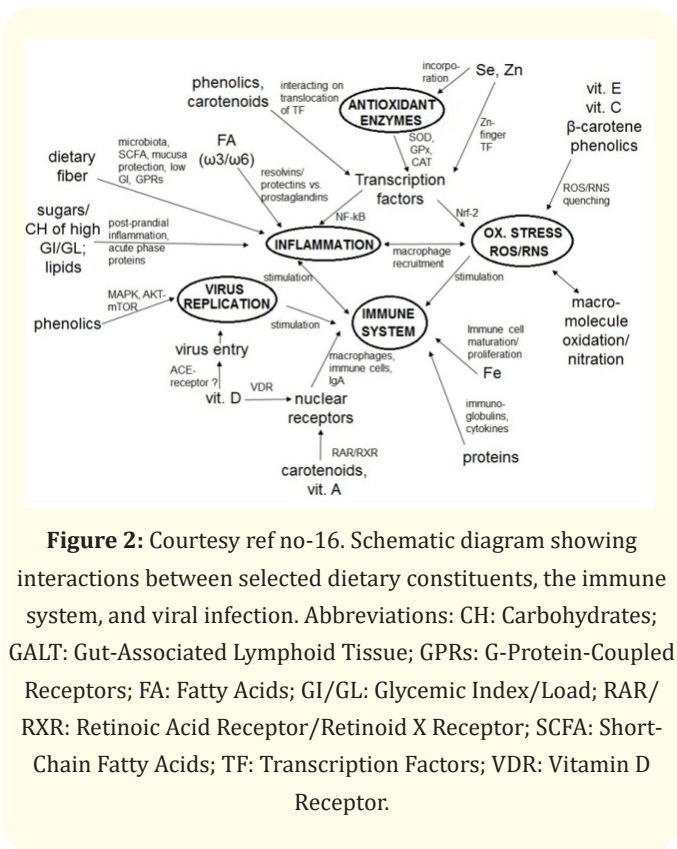 phenolics,
carotenoids
interacting on
translocation
of TF
ANTIOXIDANT
ENZYMES
incorpo-
ration
Se, Zn
vit. E
vit. C
β-carotene
phenolics
microbiota,
SCFA, mucusa
protection, low
GI, GPRs
FA
(ω3/ω6)
SOD,
GPx,
CAT
Zn-
finger
TF
dietary
fiber
resolvins/
protectins vs.
prostaglandins
Transcription
factors
ROS/RNS
quenching
sugars/
CH of high
GI/GL;
lipids
post-prandial
inflammation,
acute phase
proteins
NF-kB
Nrf-2
INFLAMMATION
macrophage
recruitment
OX. STRESS
ROS/RNS
stimulation
stimulation
VIRUS
REPLICATION
MAPK, AKT-
mTOR
phenolics
stimulation
IMMUNE
SYSTEM
macro-
molecule
oxidation/
nitration
virus entry
macrophages,
immune cells,
IgA
Immune cell
maturation/
proliferation
Fe
ACE-
receptor ?
vit. D
VDR
nuclear
receptors
immuno-
globulins,
cytokines
RAR/RXR
proteins
carotenoids,
vit. A
Figure 2: Courtesy ref no-16. Schematic diagram showing
interactions between selected dietary constituents, the immune
system, and viral infection. Abbreviations: CH: Carbohydrates;
GALT: Gut-Associated Lymphoid Tissue; GPRs: G-Protein-Coupled
Receptors; FA: Fatty Acids; GI/GL: Glycemic Index/Load; RAR/
RXR: Retinoic Acid Receptor/Retinoid X Receptor; SCFA: Short-
Chain Fatty Acids; TF: Transcription Factors; VDR: Vitamin D
Receptor.